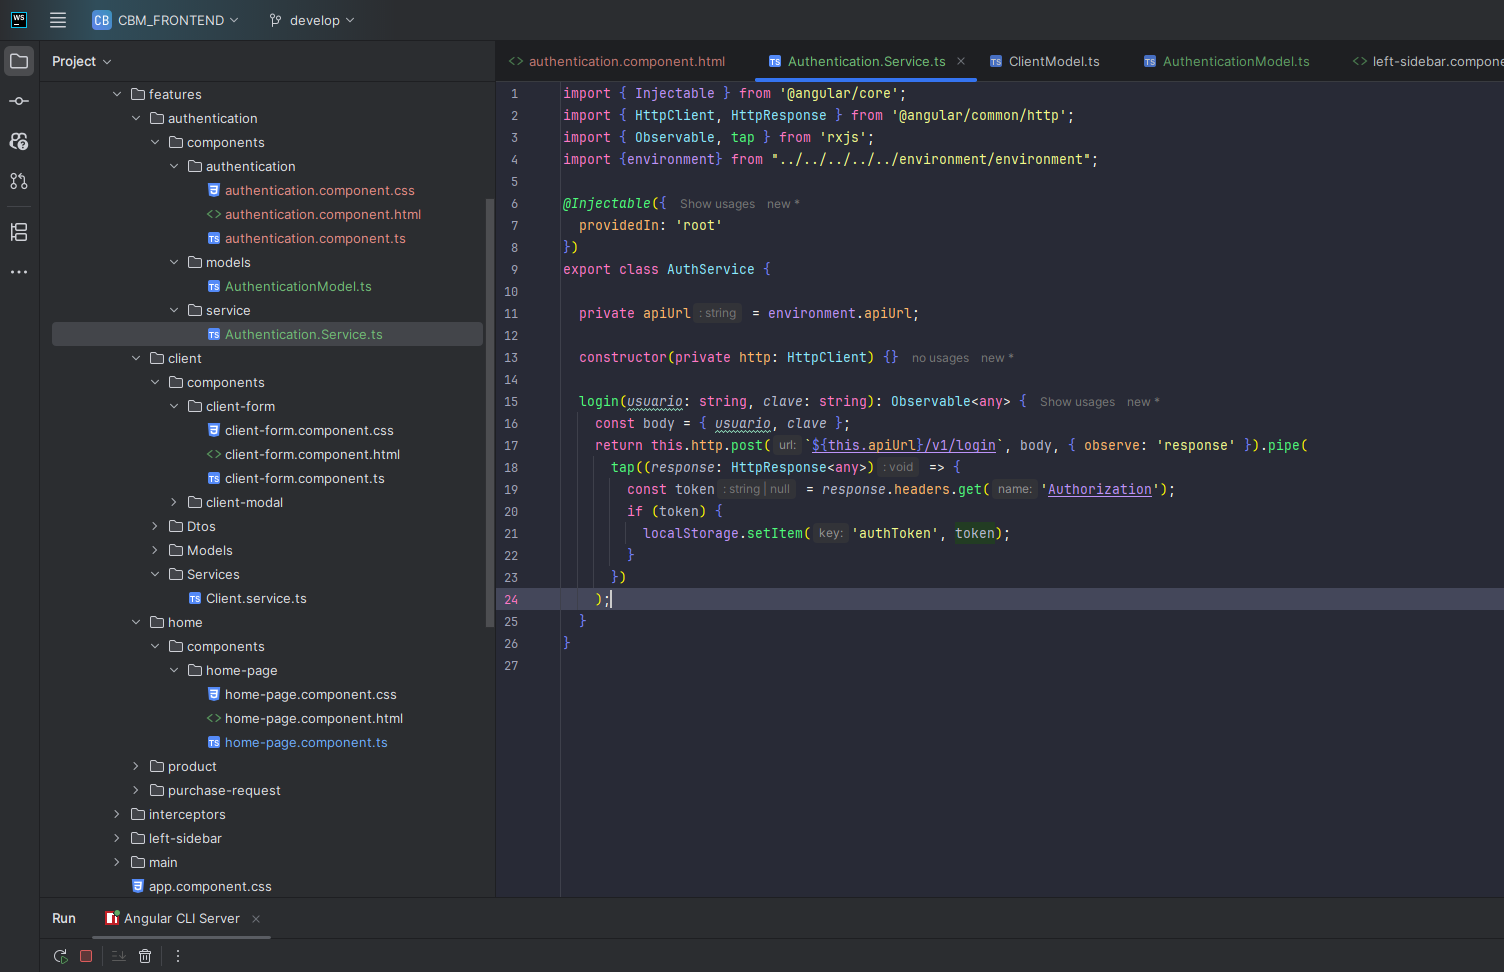 WS
CB CBM_FRONTEND develop
Project
features
authentication
components
authentication
authentication.component.css
authentication.component.html
TS authentication.component.ts
models
TS AuthenticationModel.ts
service
TS Authentication.Service.ts
client
components
client-form
client-form.component.css
client-form.component.html
TS client-form.component.ts
client-modal
Dtos
Models
Services
TS Client.service.ts
home
components
home-page
home-page.component.css
home-page.component.html
TS home-page.component.ts
product
purchase-request
interceptors
left-sidebar
main
app.component.css
<> authentication.component.html TS Authentication.Service.ts × TS ClientModel.ts TS AuthenticationModel.ts <> left-sidebar.compone
1 import { Injectable } from '@angular/core';
2 import { HttpClient, HttpResponse } from '@angular/common/http';
3 import { Observable, tap } from 'rxjs';
4 import {environment} from "../../../../../environment/environment";
5
6 @Injectable({ Show usages new *
7 providedIn: 'root'
8 })
9 export class AuthService {
10
11 private apiUrl : string = environment.apiUrl;
12
13 constructor(private http: HttpClient) {} no usages new *
14
15 login(usuario: string, clave: string): Observable<any> { Show usages new *
16 const body = { usuario, clave };
17 return this.http.post( url: `${this.apiUrl}/v1/login`, body, { observe: 'response' }).pipe(
18 tap((response: HttpResponse<any>) : void => {
19 const token : string | null = response.headers.get( name: 'Authorization');
20 if (token) {
21 localStorage.setItem( key: 'authToken', token);
22 }
23 })
24 );
25 }
26 }
27
Run Angular CLI Server ×